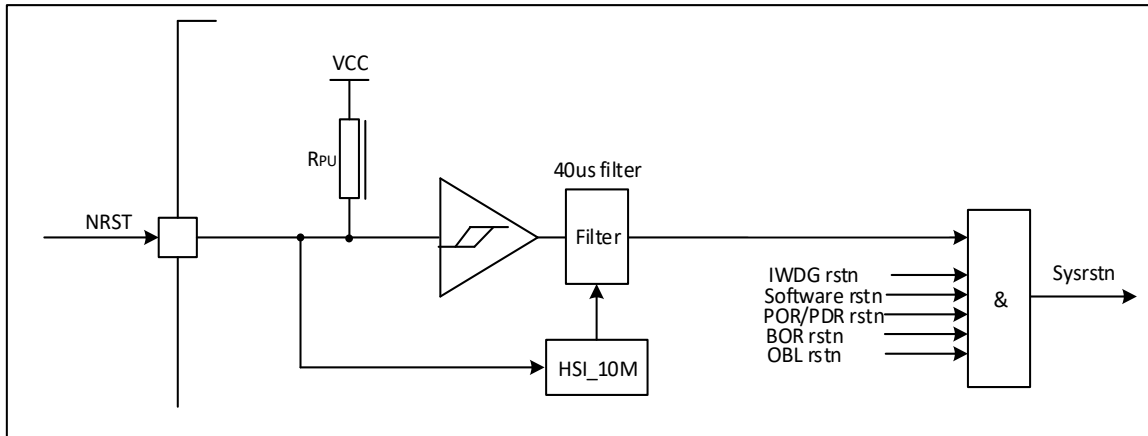 VCC
RPU
40us filter
NRST
Filter
IWDG rstn
Sysrstn
Software rstn
&
POR/PDR rstn
BOR rstn
OBL rstn
HSI_10M